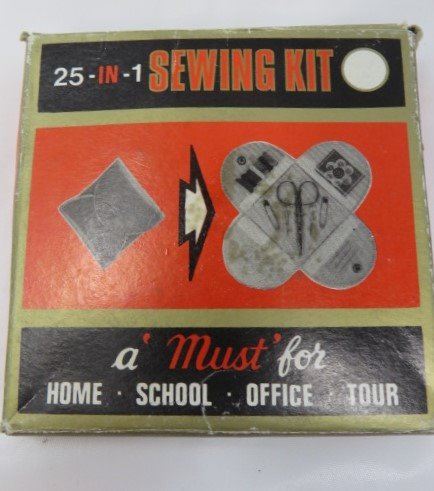 25-IN-1 SEWING KIT
a 'Must' for
HOME · SCHOOL · OFFICE · TOUR